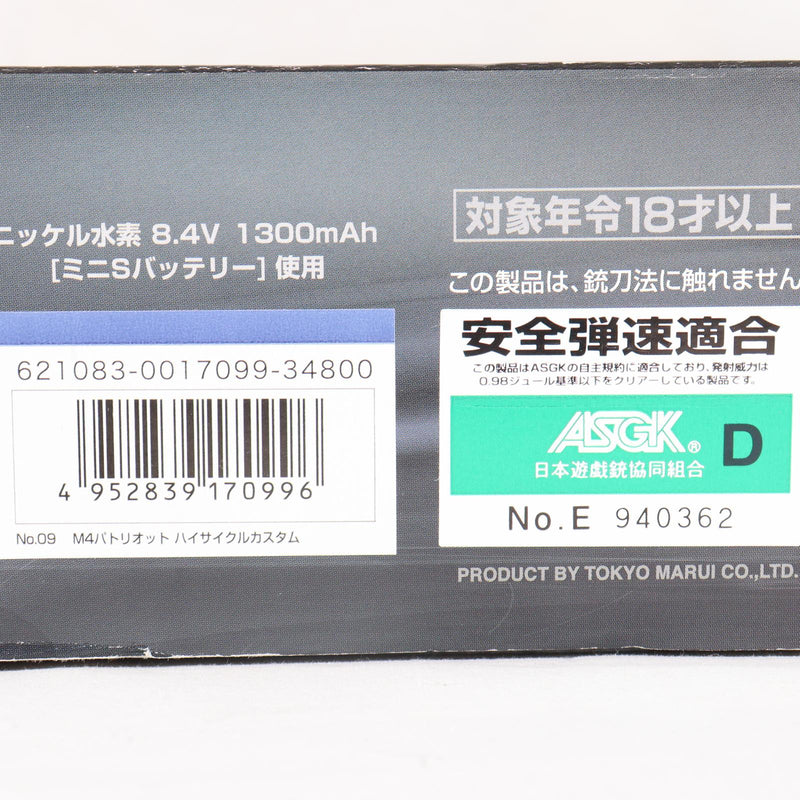 ニッケル水素 8.4V 1300mAh
[ミニSバッテリー] 使用
対象年令18才以上
この製品は、銃刀法に触れません
621083-0017099-34800
4 952839 170996
No.09 M4パトリオット ハイサイクルカスタム
安全弾速適合
この製品はASGKの自主規約に適合しており、発射威力は
0.98ジュール基準以下をクリアーしている製品です。
ASGK® D
日本遊戯銃協同組合
No.E 940362
PRODUCT BY TOKYO MARUI CO.,LTD.